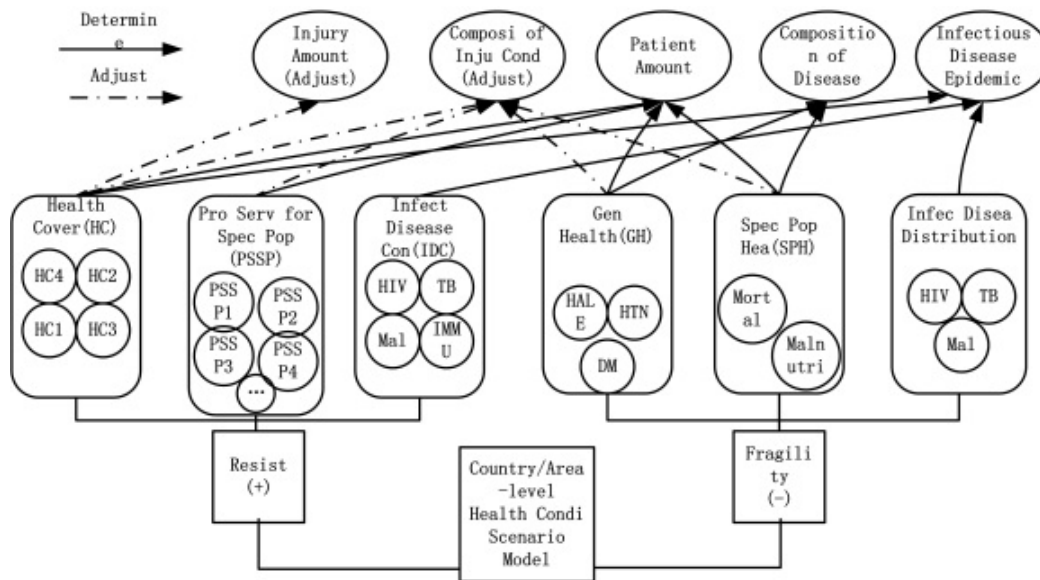 Determin
e
Adjust
Injury
Amount
(Adjust)
Composi of
Inju Cond
(Adjust)
Patient
Amount
Compositio
n of
Disease
Infectious
Disease
Epidemic
Health
Cover(HC)
HC4
HC2
HC1
HC3
Pro Serv for
Spec Pop
(PSSP)
PSS
P1
PSS
P2
PSS
P3
PSS
P4
...
Infect
Disease
Con(IDC)
HIV
TB
Mal
IMM
U
Gen
Health(GH)
HAL
E
HTN
DM
Spec Pop
Hea(SPH)
Mort
al
Maln
utri
Infec Disea
Distribution
HIV
TB
Mal
Resist
(+)
Country/Area
-level
Health Condi
Scenario
Model
Fragili
ty
(-)